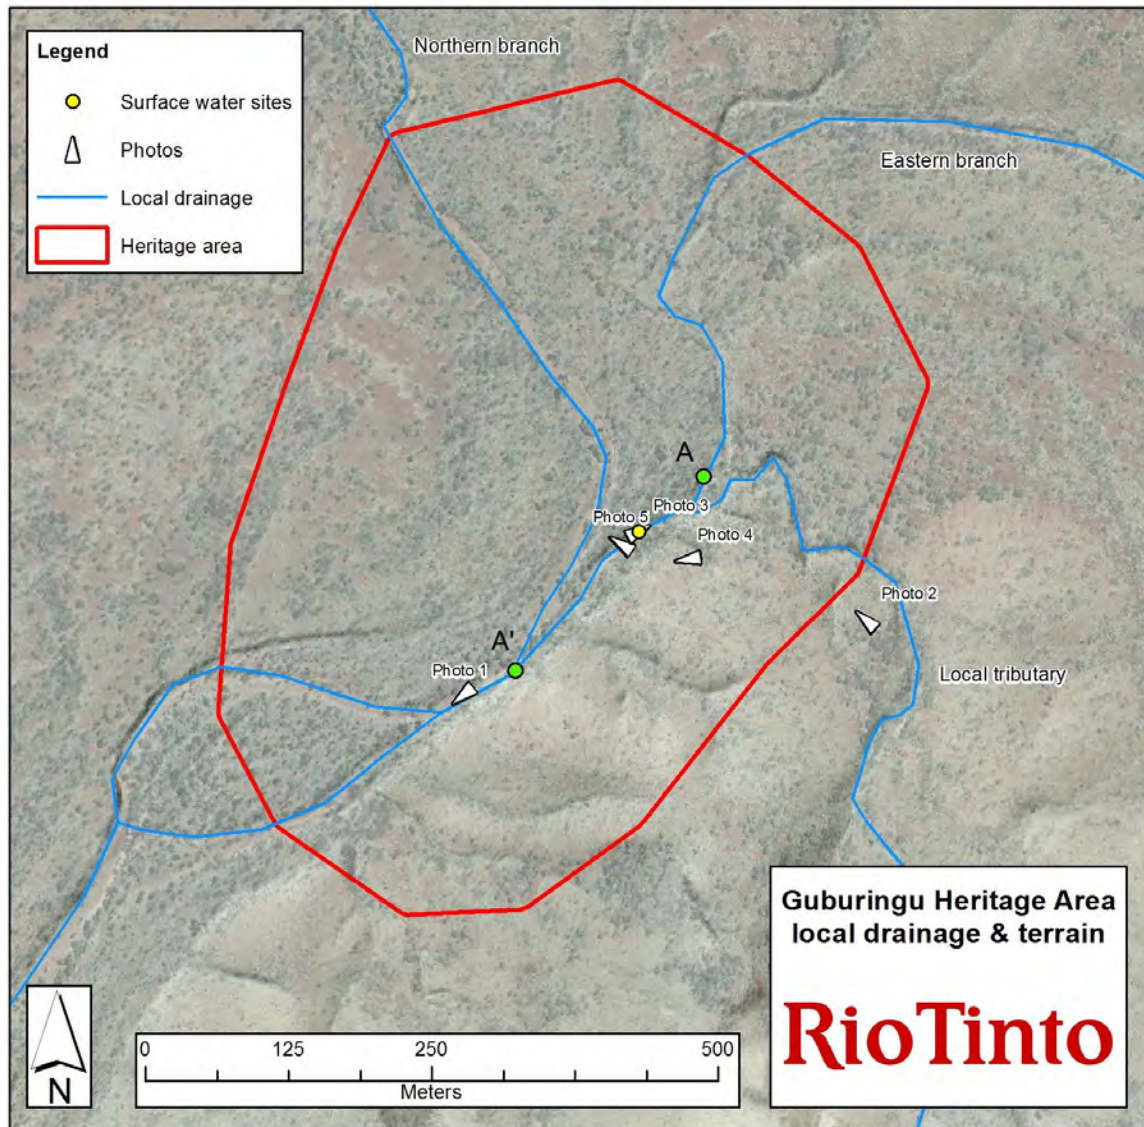 Legend
Surface water sites
Photos
Local drainage
Heritage area
Northern branch
Eastern branch
A
Photo 3
Photo 5
Photo 4
Photo 2
A'
Photo 1
Local tributary
Guburingu Heritage Area
local drainage & terrain
RioTinto
N
0 125 250 500
Meters